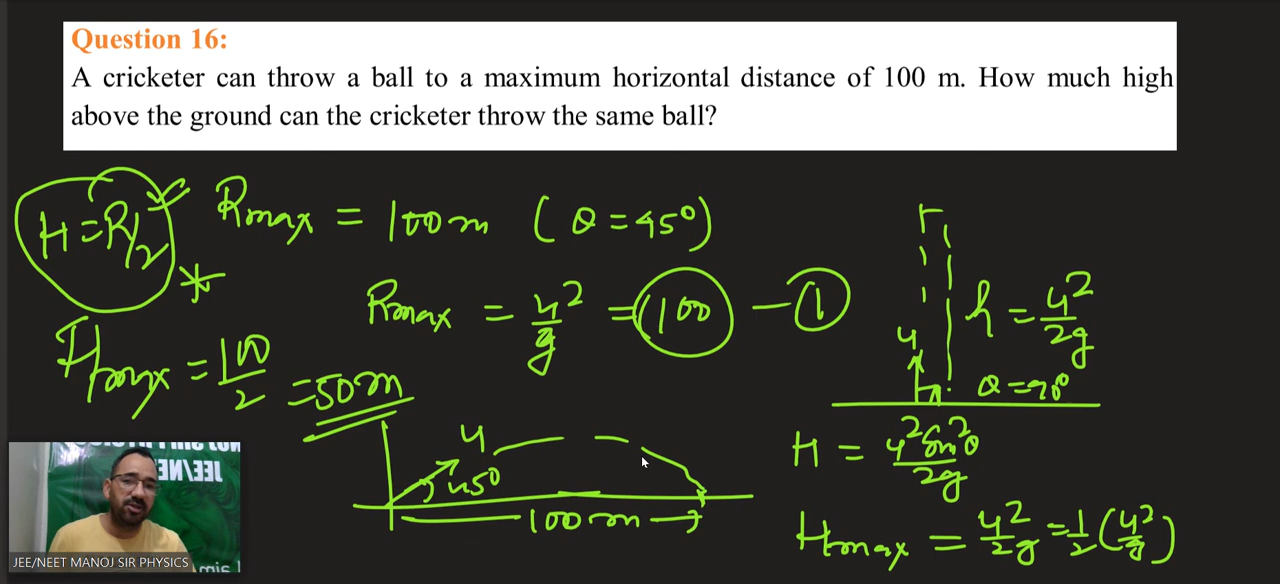 Question 16:
A cricketer can throw a ball to a maximum horizontal distance of 100 m. How much high
above the ground can the cricketer throw the same ball?
H = R/2
Rmax = 100 m (θ = 45°)
Rmax = u²/g = 100 — ①
Hmax = 100/2 = 50 m
u
45°
100 m
u
h = u²/2g
θ = 90°
H = u² sin²θ/2g
Hmax = u²/2g = 1/2 (u²/g)
JEE/NE
JEE/NEET MANOJ SIR PHYSICS